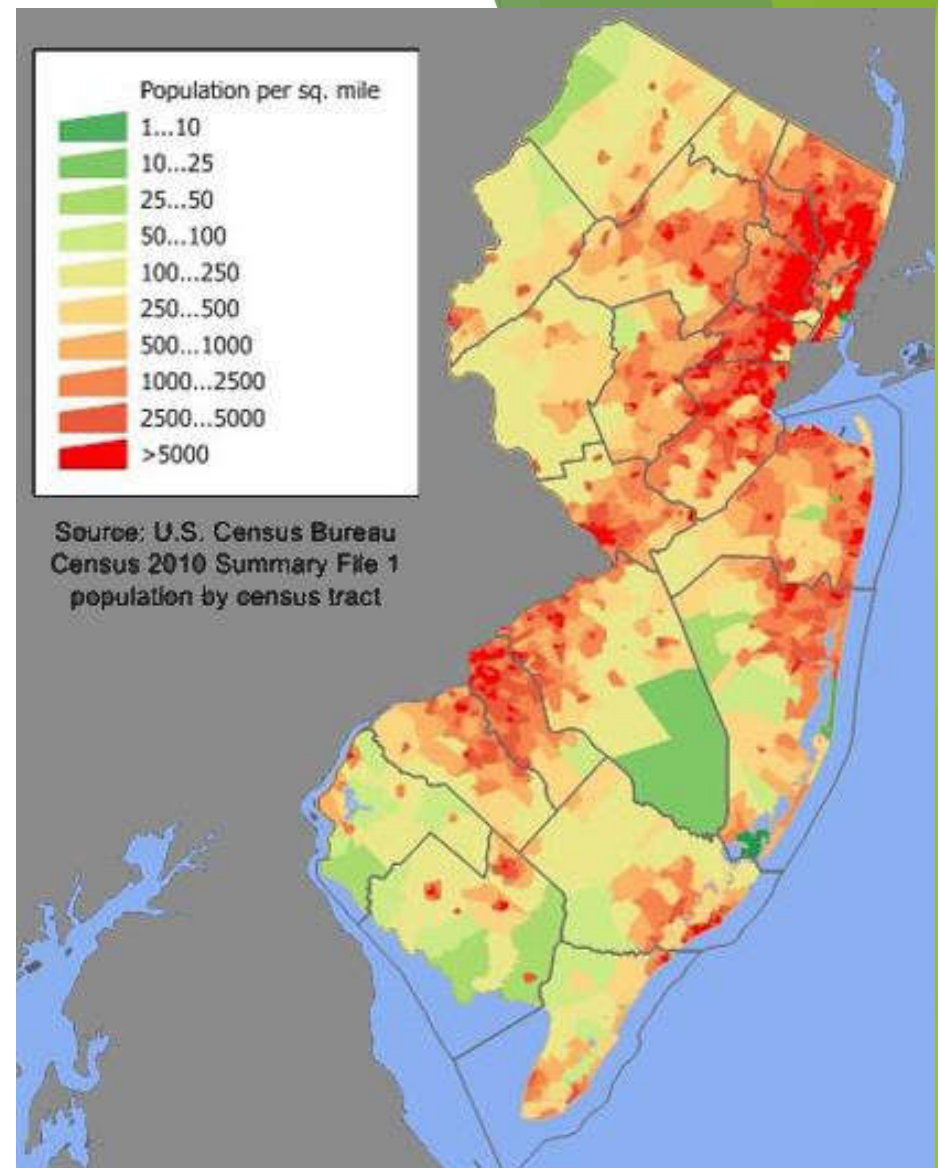 Population per sq. mile
1...10
10...25
25...50
50...100
100...250
250...500
500...1000
1000...2500
2500...5000
>5000
Source: U.S. Census Bureau
Census 2010 Summary File 1
population by census tract